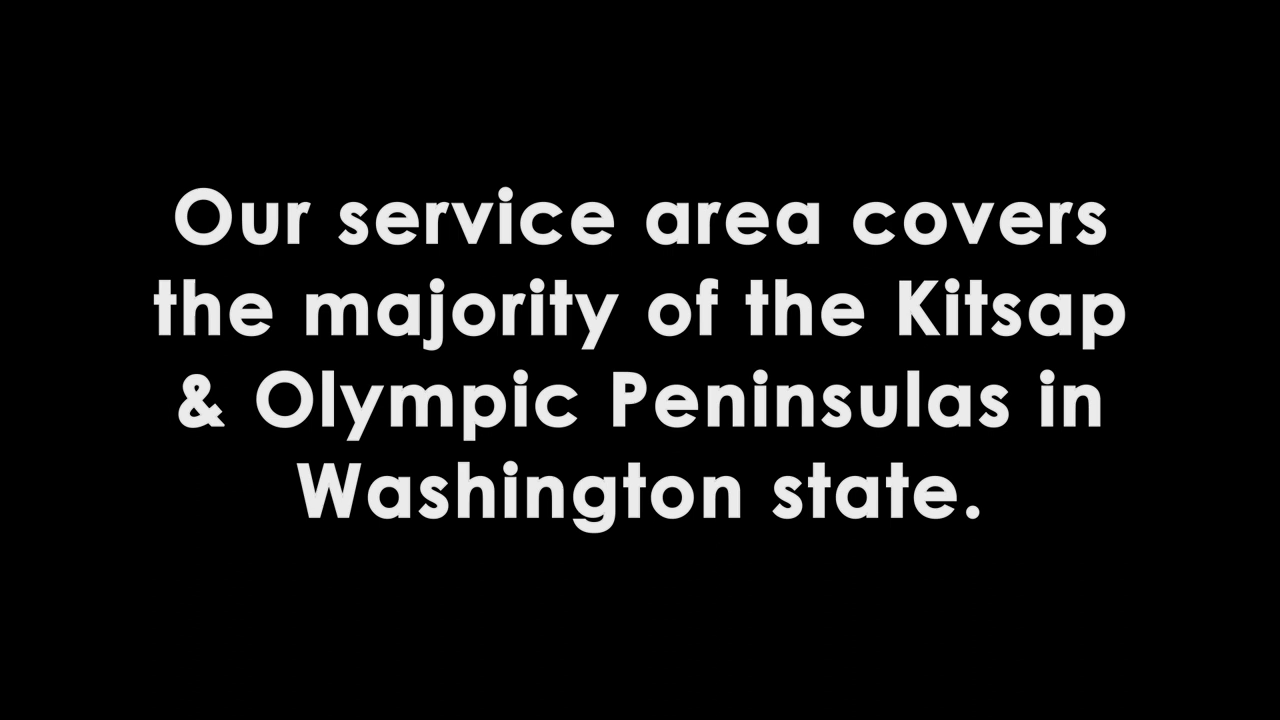 Our service area covers
the majority of the Kitsap
& Olympic Peninsulas in
Washington state.